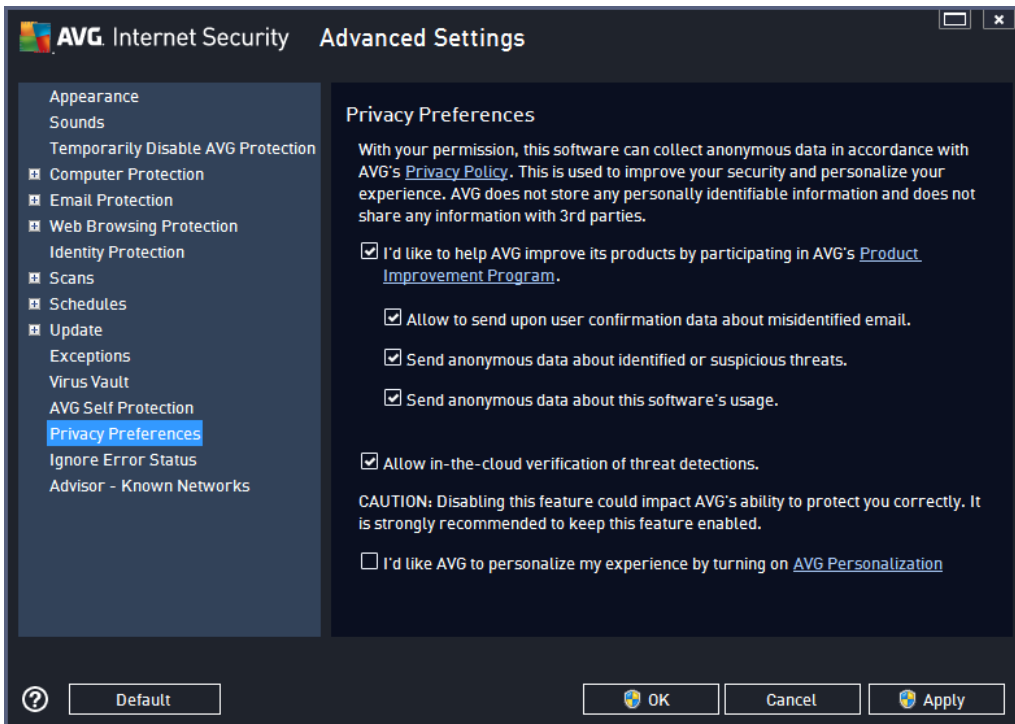 AVG. Internet Security Advanced Settings
Appearance
Sounds
Temporarily Disable AVG Protection
Computer Protection
Email Protection
Web Browsing Protection
Identity Protection
Scans
Schedules
Update
Exceptions
Virus Vault
AVG Self Protection
Privacy Preferences
Ignore Error Status
Advisor - Known Networks
Privacy Preferences
With your permission, this software can collect anonymous data in accordance with
AVG's Privacy Policy. This is used to improve your security and personalize your
experience. AVG does not store any personally identifiable information and does not
share any information with 3rd parties.
I'd like to help AVG improve its products by participating in AVG's Product
Improvement Program.
Allow to send upon user confirmation data about misidentified email.
Send anonymous data about identified or suspicious threats.
Send anonymous data about this software's usage.
Allow in-the-cloud verification of threat detections.
CAUTION: Disabling this feature could impact AVG's ability to protect you correctly. It
is strongly recommended to keep this feature enabled.
I'd like AVG to personalize my experience by turning on AVG Personalization
? Default OK Cancel Apply